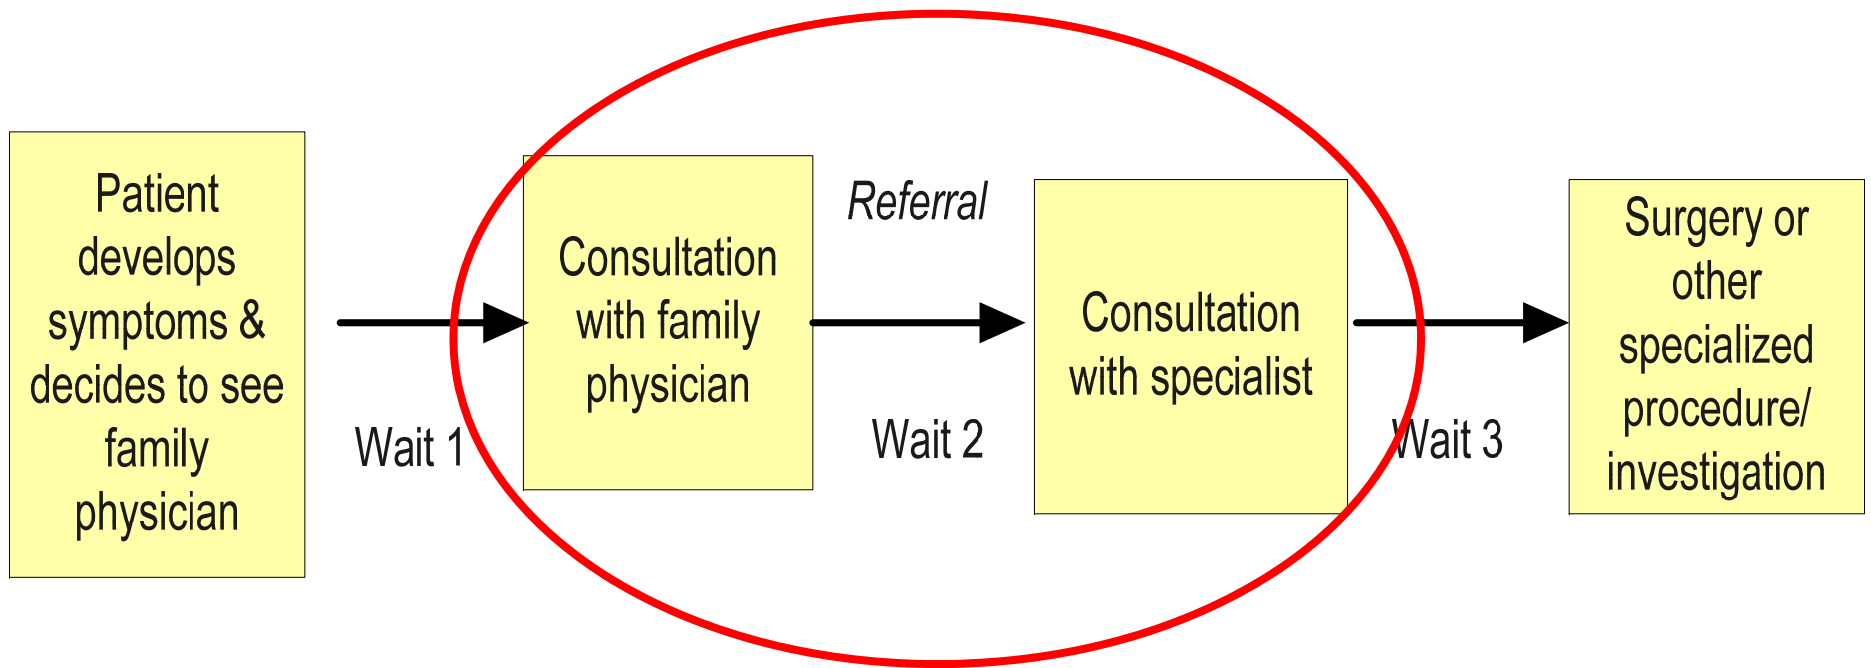 Patient
develops
symptoms &
decides to see
family
physician
Wait 1
Consultation
with family
physician
Referral
Wait 2
Consultation
with specialist
Wait 3
Surgery or
other
specialized
procedure/
investigation